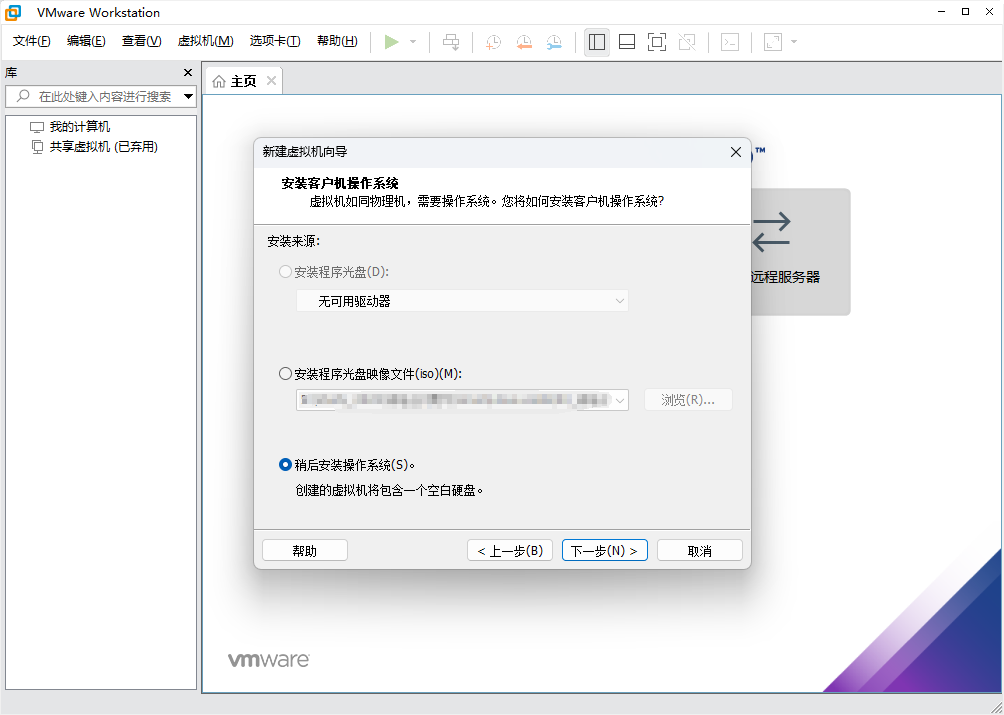 VMware Workstation
文件(F) 编辑(E) 查看(V) 虚拟机(M) 选项卡(T) 帮助(H)
库
主页
在此处键入内容进行搜索
我的计算机
共享虚拟机 (已弃用)
新建虚拟机向导
TM
安装客户机操作系统
虚拟机如同物理机，需要操作系统。您将如何安装客户机操作系统?
安装来源:
安装程序光盘(D):
远程服务器
无可用驱动器
安装程序光盘映像文件(iso)(M):
浏览(R)...
稍后安装操作系统(S)。
创建的虚拟机将包含一个空白硬盘。
帮助 < 上一步(B) 下一步(N) > 取消
vmware